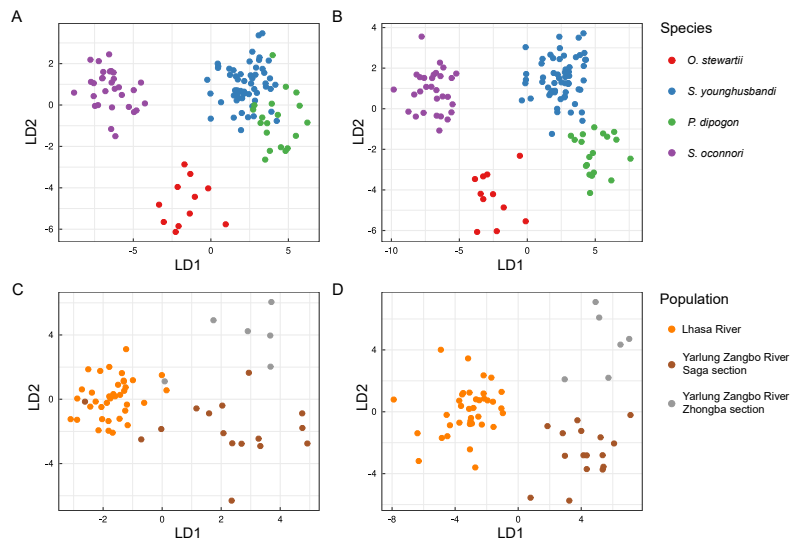 A
4
2
0
-2
-4
-6
LD2
-5
0
5
LD1
B
4
2
0
-2
-4
-6
LD2
-10
-5
0
5
LD1
Species
O. stewartii
S. younghusbandi
P. dipogon
S. oconnori
C
4
0
-4
LD2
-2
0
2
4
LD1
D
4
0
-4
LD2
-8
-4
0
4
LD1
Population
Lhasa River
Yarlung Zangbo River
Saga section
Yarlung Zangbo River
Zhongba section